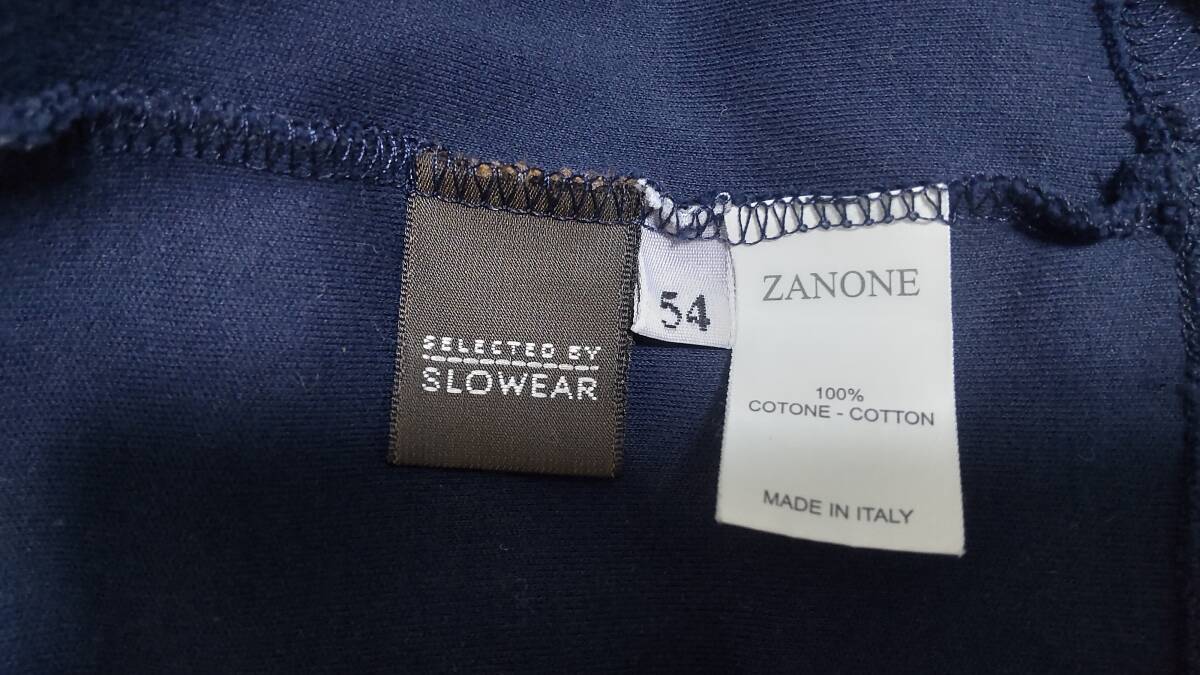 SELECTED BY
SLOWEAR
54
ZANONE
100%
COTONE - COTTON
MADE IN ITALY